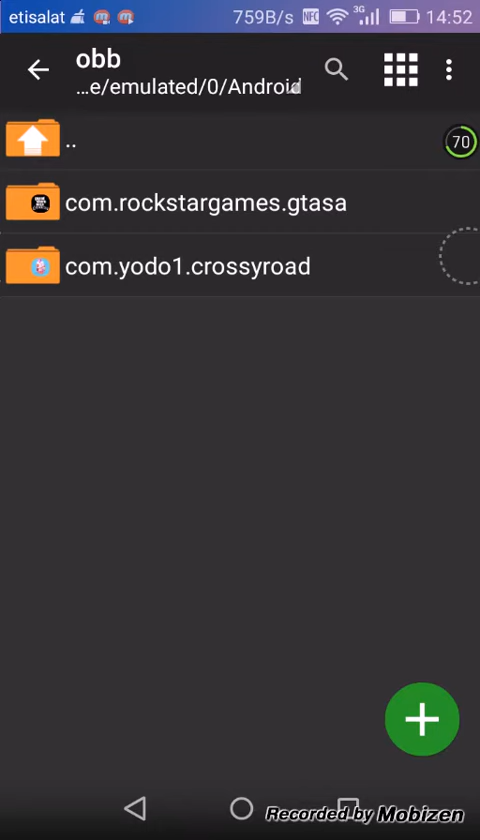 etisalat 759B/s NFC 3G 14:52
obb
...e/emulated/0/Android
..
70
com.rockstargames.gtasa
com.yodo1.crossyroad
Recorded by Mobizen